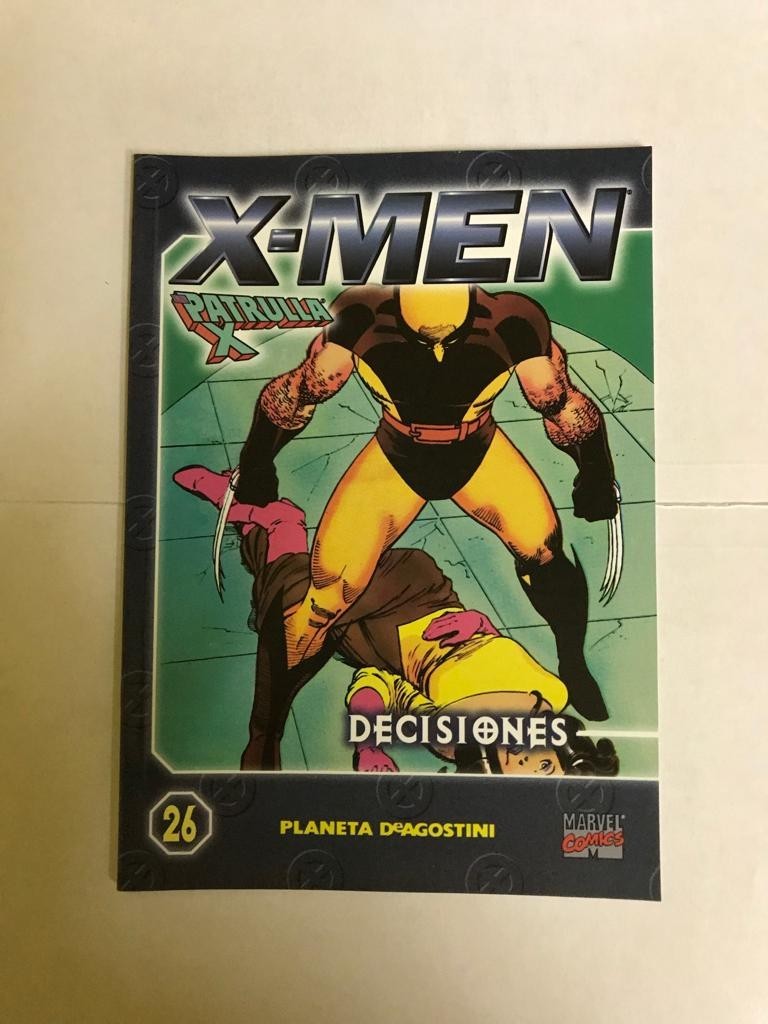 X-MEN
PATRULLA
X
DECISIONES
26
PLANETA DeAGOSTINI
MARVEL
COMICS
M